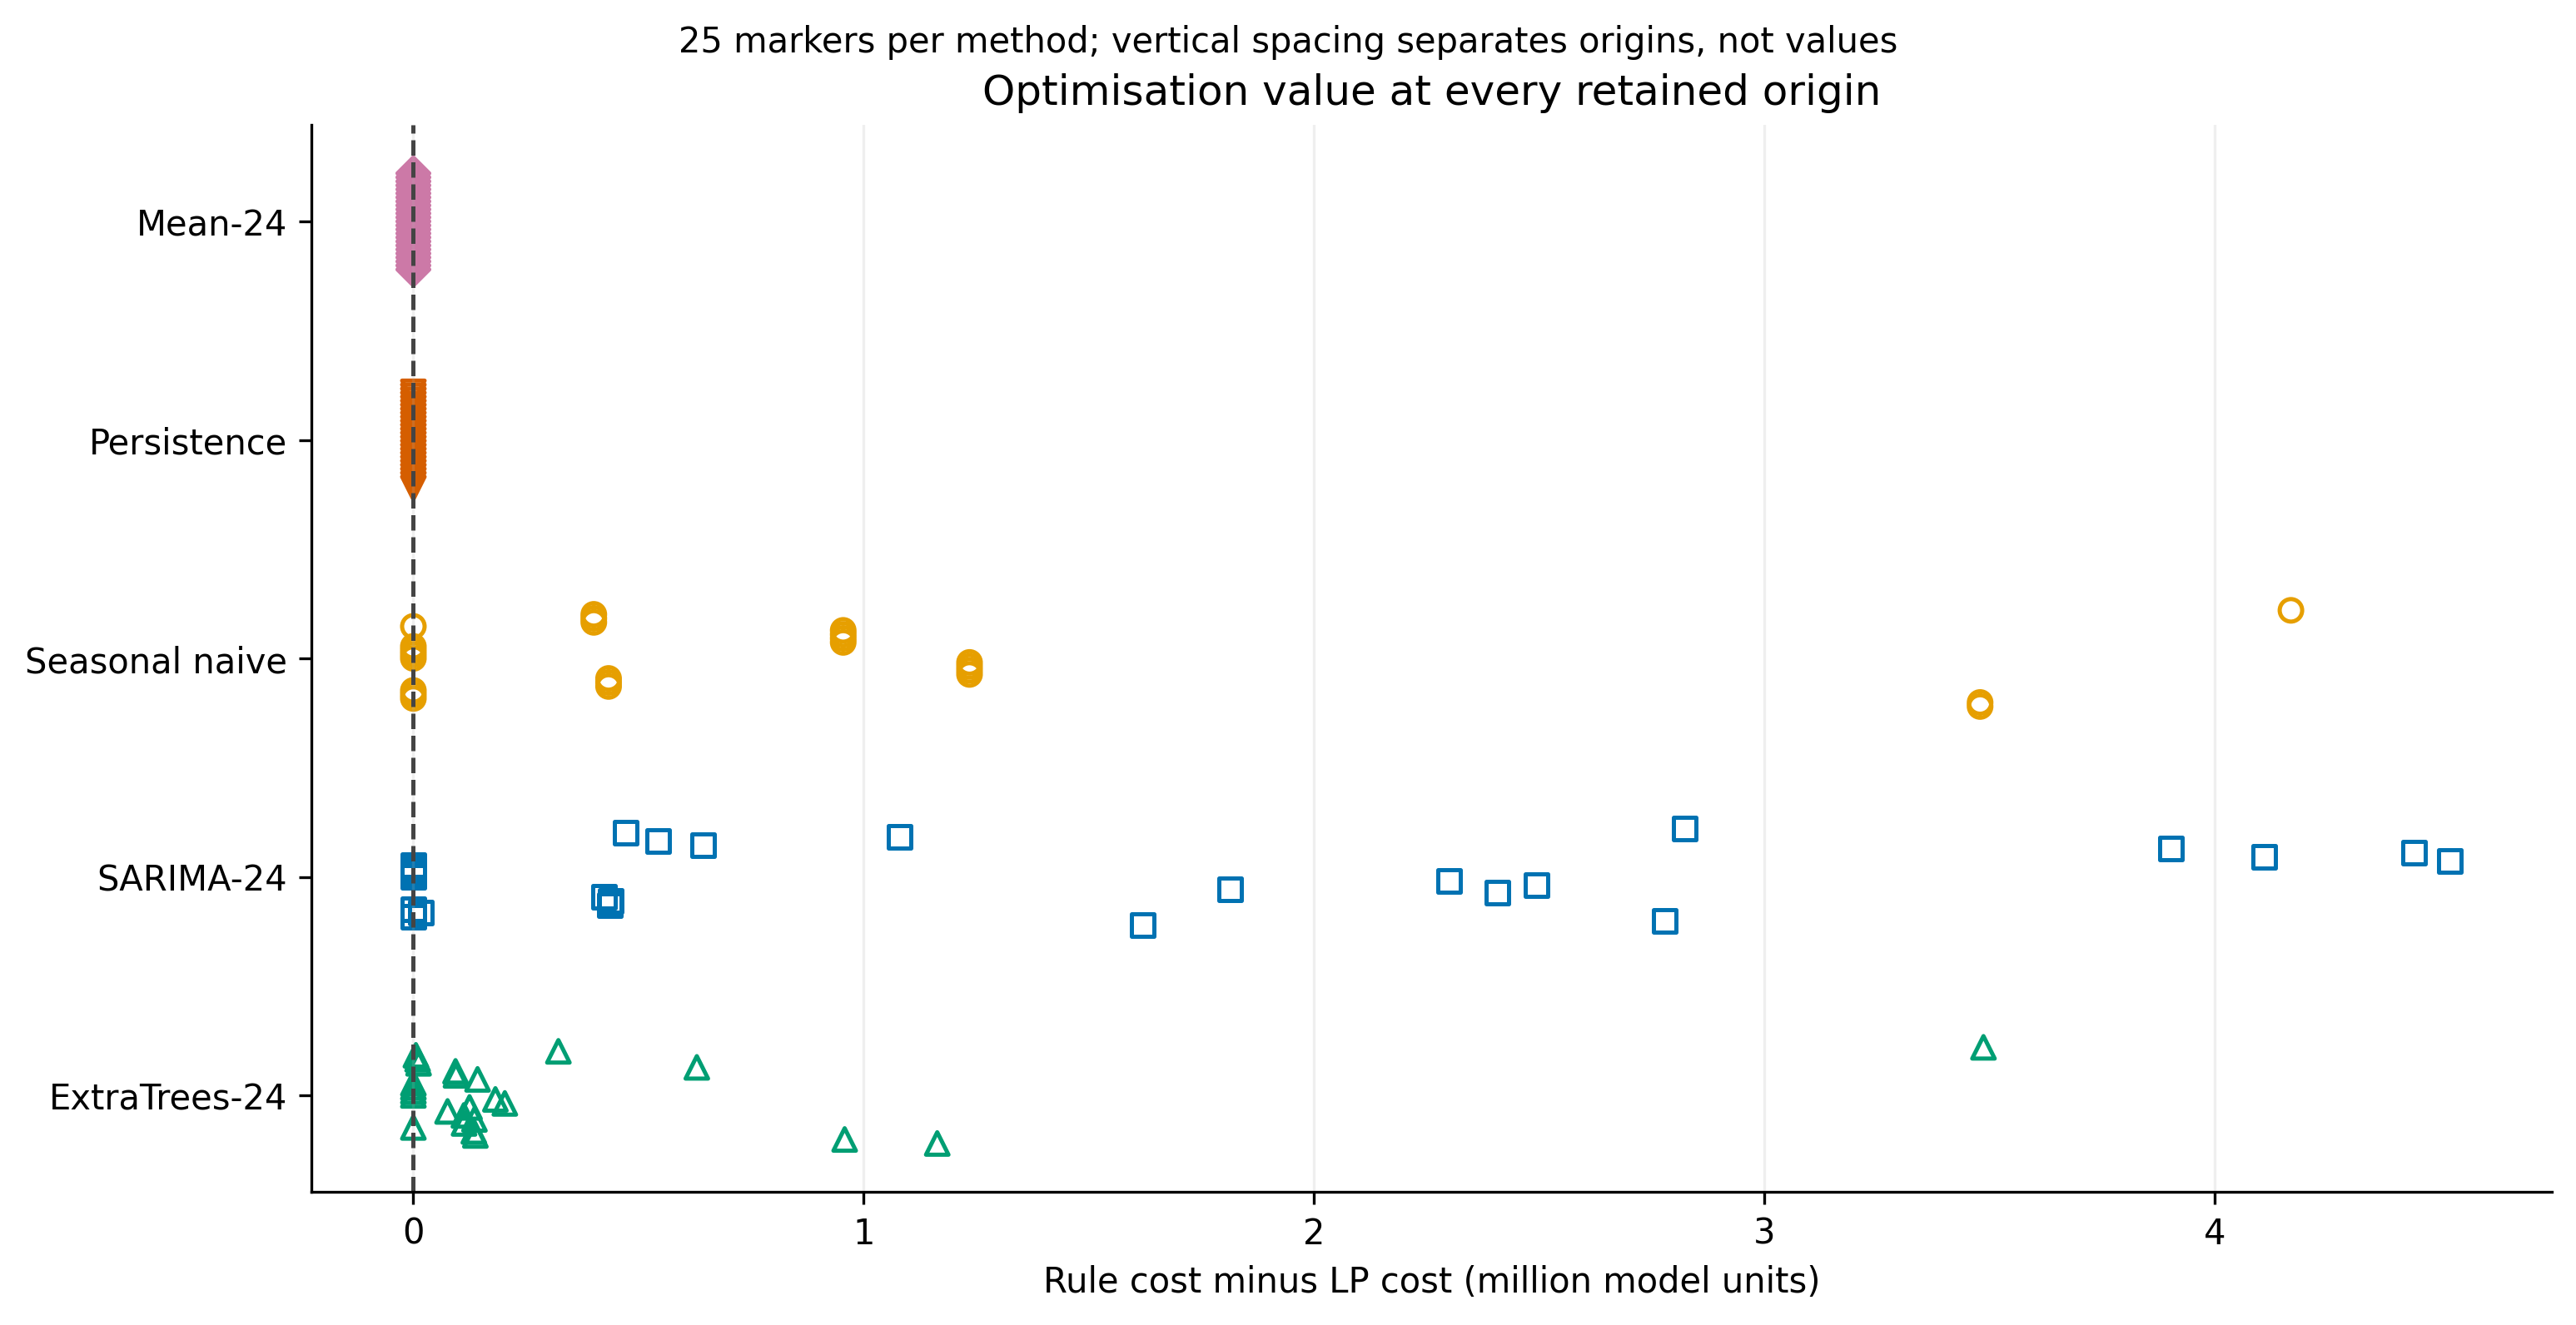 25 markers per method; vertical spacing separates origins, not values
Optimisation value at every retained origin
Mean-24
Persistence
Seasonal naive
SARIMA-24
ExtraTrees-24
0 1 2 3 4
Rule cost minus LP cost (million model units)